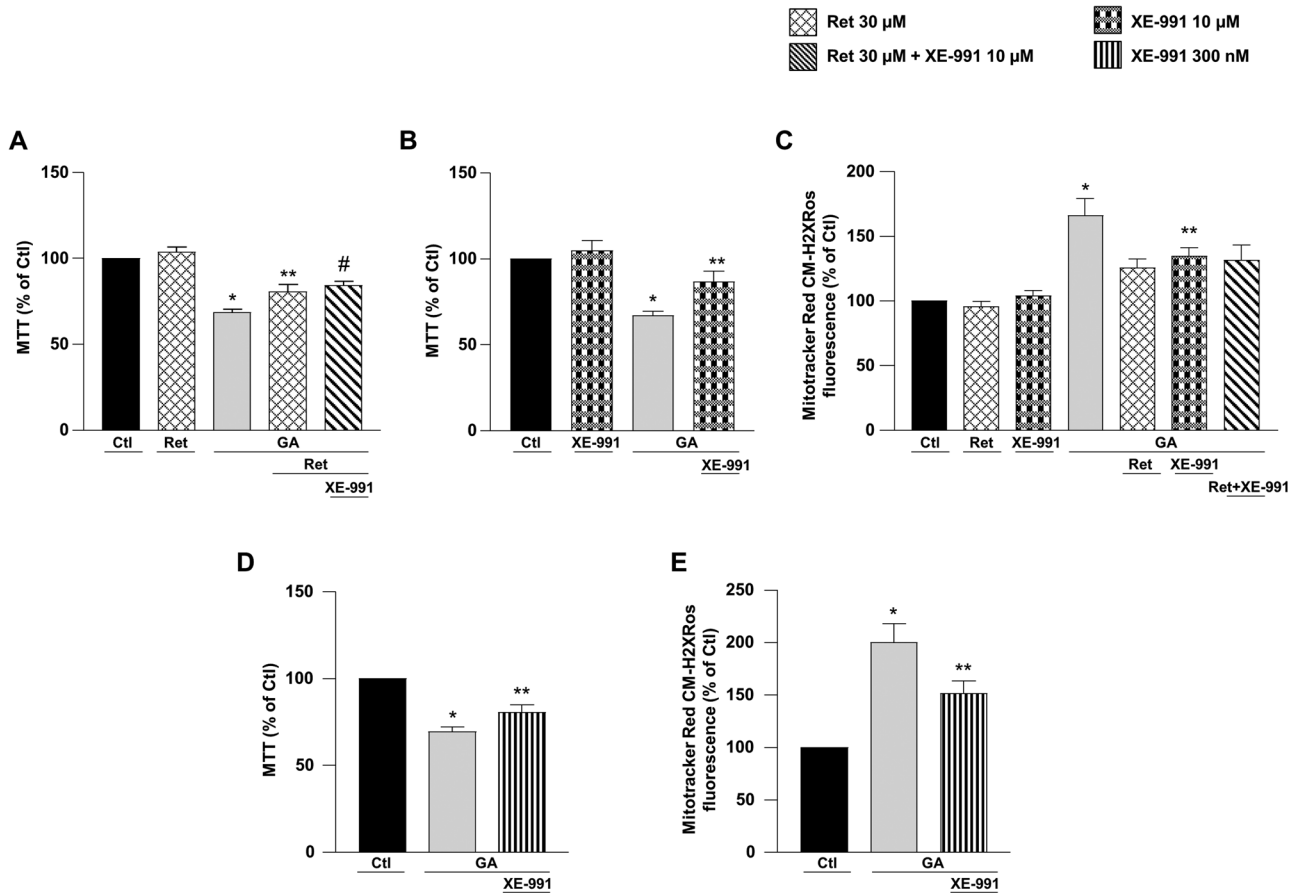 Ret 30 µM
XE-991 10 µM
Ret 30 µM + XE-991 10 µM
XE-991 300 nM
A
MTT (% of Ctl)
150
100
50
0
*
**
#
Ctl Ret GA
Ret
XE-991
B
MTT (% of Ctl)
150
100
50
0
*
**
Ctl XE-991 GA
XE-991
C
Mitotracker Red CM-H2XRos
fluorescence (% of Ctl)
200
150
100
50
0
*
**
Ctl Ret XE-991 GA
Ret XE-991
Ret+XE-991
D
MTT (% of Ctl)
150
100
50
0
*
**
Ctl GA
XE-991
E
Mitotracker Red CM-H2XRos
fluorescence (% of Ctl)
250
200
150
100
50
0
*
**
Ctl GA
XE-991